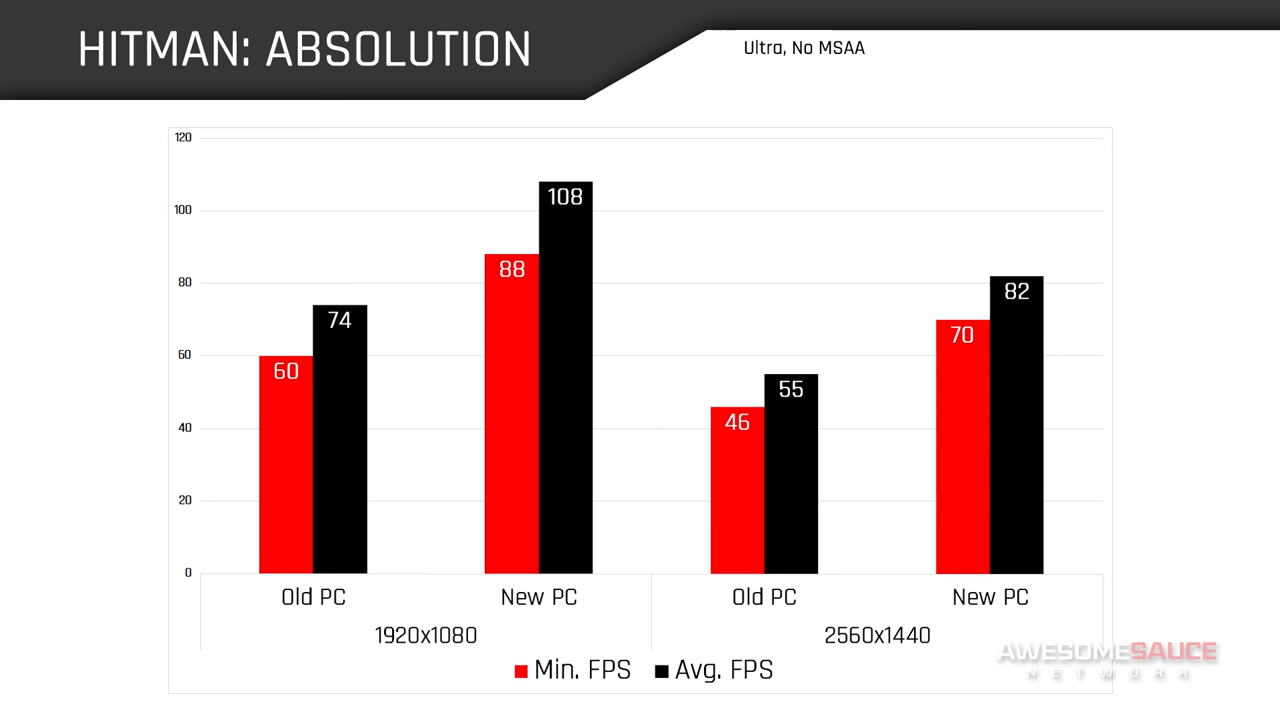 HITMAN: ABSOLUTION
Ultra, No MSAA
120
100
80
60
40
20
0
60
74
88
108
46
55
70
82
Old PC
New PC
Old PC
New PC
1920x1080
2560x1440
Min. FPS
Avg. FPS
AWESOMESAUCE
NETWORK